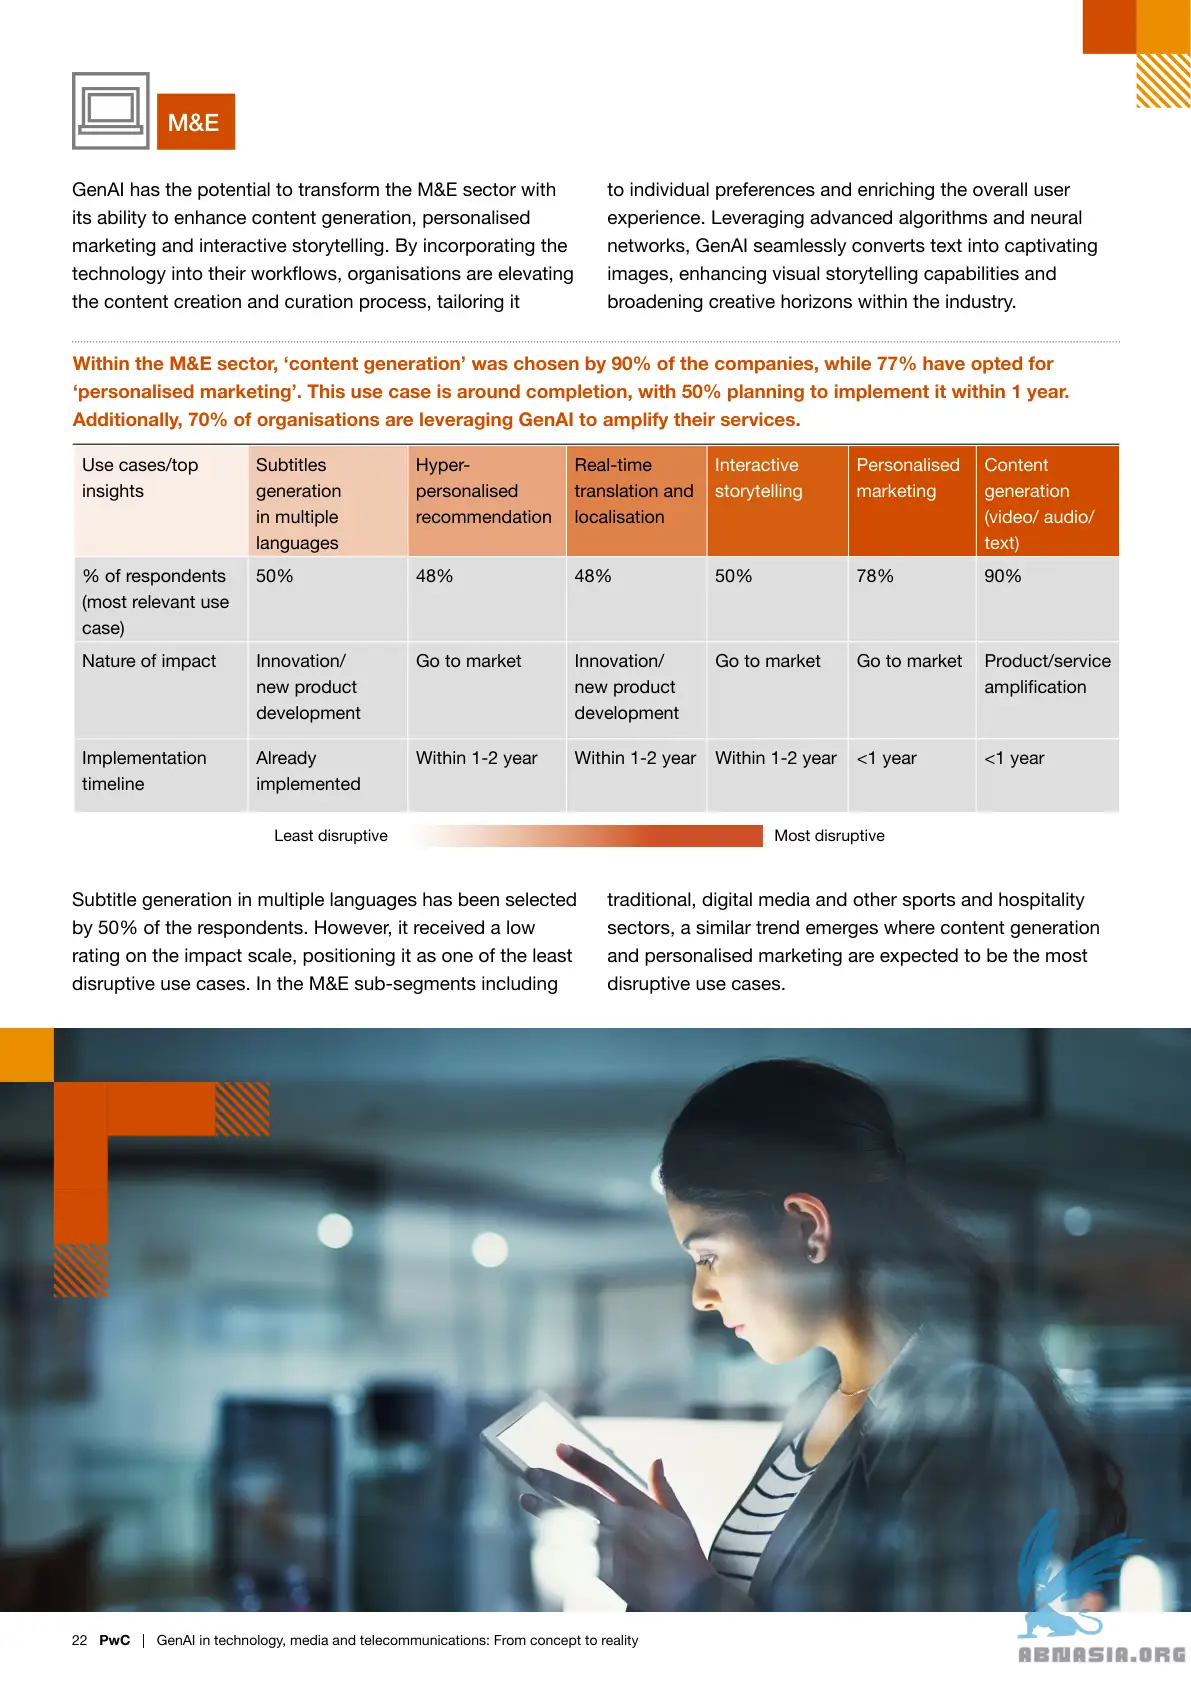 M&E
GenAI has the potential to transform the M&E sector with
its ability to enhance content generation, personalised
marketing and interactive storytelling. By incorporating the
technology into their workflows, organisations are elevating
the content creation and curation process, tailoring it
to individual preferences and enriching the overall user
experience. Leveraging advanced algorithms and neural
networks, GenAI seamlessly converts text into captivating
images, enhancing visual storytelling capabilities and
broadening creative horizons within the industry.
Within the M&E sector, ‘content generation’ was chosen by 90% of the companies, while 77% have opted for
‘personalised marketing’. This use case is around completion, with 50% planning to implement it within 1 year.
Additionally, 70% of organisations are leveraging GenAI to amplify their services.
Use cases/top
insights
Subtitles
generation
in multiple
languages
Hyper-
personalised
recommendation
Real-time
translation and
localisation
Interactive
storytelling
Personalised
marketing
Content
generation
(video/ audio/
text)
% of respondents
(most relevant use
case)
50%
48%
48%
50%
78%
90%
Nature of impact
Innovation/
new product
development
Go to market
Innovation/
new product
development
Go to market
Go to market
Product/service
amplification
Implementation
timeline
Already
implemented
Within 1-2 year
Within 1-2 year
Within 1-2 year
<1 year
<1 year
Least disruptive
Most disruptive
Subtitle generation in multiple languages has been selected
by 50% of the respondents. However, it received a low
rating on the impact scale, positioning it as one of the least
disruptive use cases. In the M&E sub-segments including
traditional, digital media and other sports and hospitality
sectors, a similar trend emerges where content generation
and personalised marketing are expected to be the most
disruptive use cases.
22 PwC | GenAI in technology, media and telecommunications: From concept to reality
ABNASIA.ORG